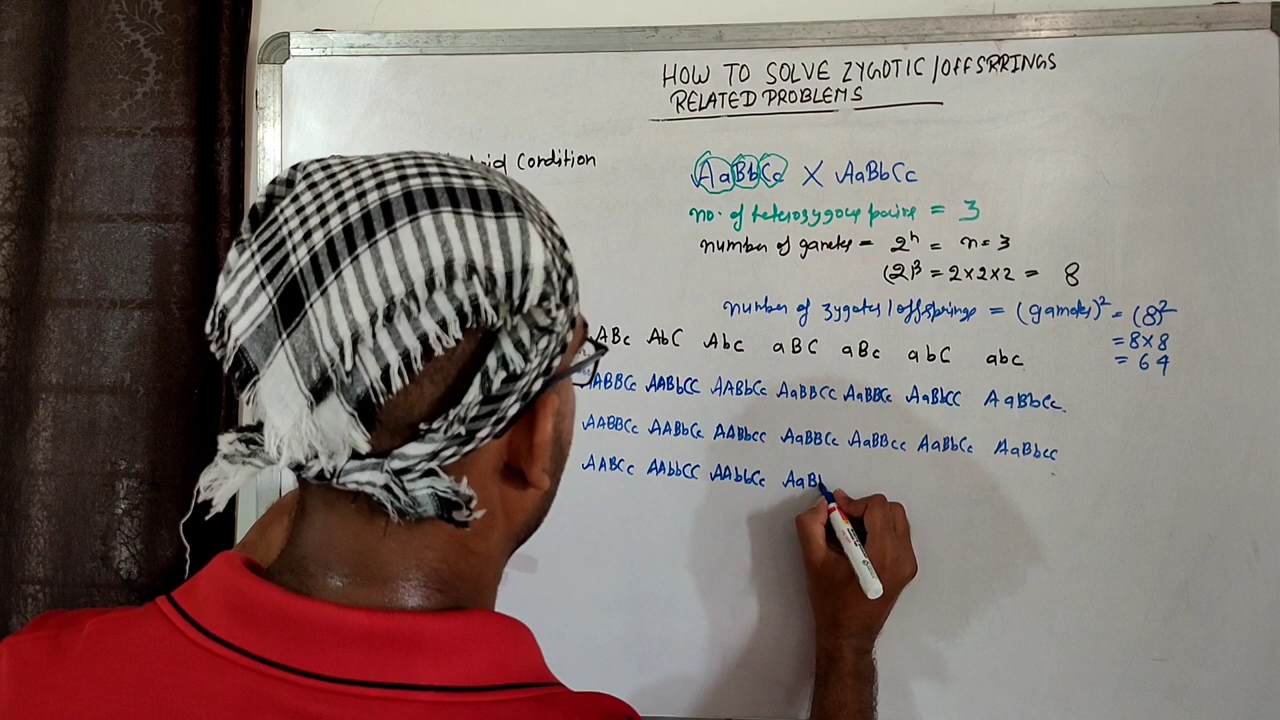 HOW TO SOLVE ZYGOTIC/OFFSRRINGS
RELATED PROBLEMS
Condition
AaBbCc X AaBbCc
no. of heterozygous pairs = 3
number of gametes = 2ⁿ = n = 3
(2)³ = 2×2×2 = 8
number of zygotes/offsprings = (gametes)² = (8)²
= 8×8
= 64
ABc AbC Abc aBC aBc abC abc
AABBCc AABbCC AABbCc AaBBCC AaBBCc AaBbCC AaBbCc
AABBCc AABbCc AABbcc AaBBCc AaBBcc AaBbCc AaBbcc
AABCc AAbbCC AAbbCc AaBb